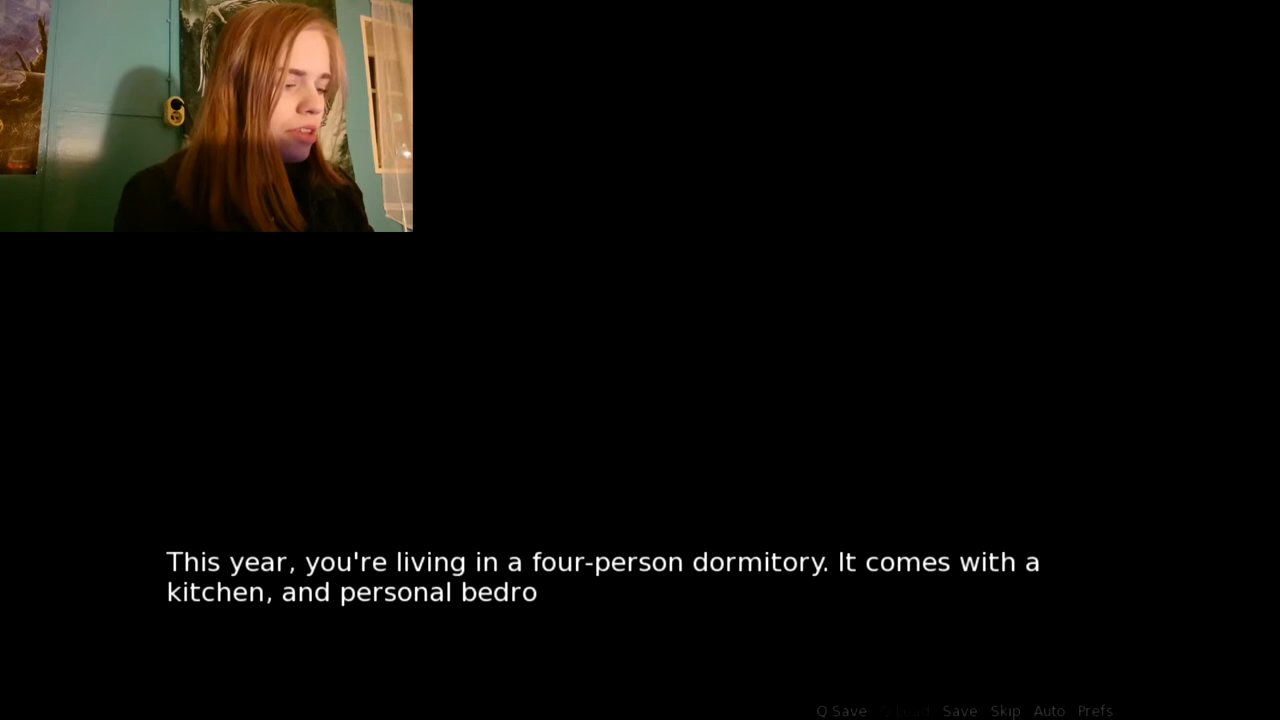 This year, you're living in a four-person dormitory. It comes with a
kitchen, and personal bedro
Q Save Q Load Save Skip Auto Prefs